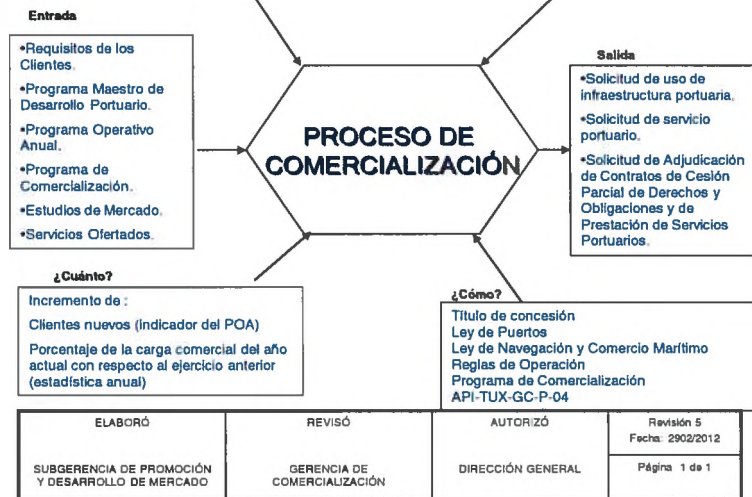 Entrada
•Requisitos de los
Clientes.
•Programa Maestro de
Desarrollo Portuario.
•Programa Operativo
Anual.
•Programa de
Comercialización.
•Estudios de Mercado.
•Servicios Ofertados.
PROCESO DE
COMERCIALIZACIÓN
Salida
•Solicitud de uso de
infraestructura portuaria.
•Solicitud de servicio
portuario.
•Solicitud de Adjudicación
de Contratos de Cesión
Parcial de Derechos y
Obligaciones y de
Prestación de Servicios
Portuarios.
¿Cuánto?
Incremento de :
Clientes nuevos (indicador del POA)
Porcentaje de la carga comercial del año
actual con respecto al ejercicio anterior
(estadística anual)
¿Cómo?
Título de concesión
Ley de Puertos
Ley de Navegación y Comercio Marítimo
Reglas de Operación
Programa de Comercialización
API-TUX-GC-P-04
ELABORÓ
SUBGERENCIA DE PROMOCIÓN
Y DESARROLLO DE MERCADO
REVISÓ
GERENCIA DE
COMERCIALIZACIÓN
AUTORIZÓ
DIRECCIÓN GENERAL
Revisión 5
Fecha: 2902/2012
Página 1 de 1